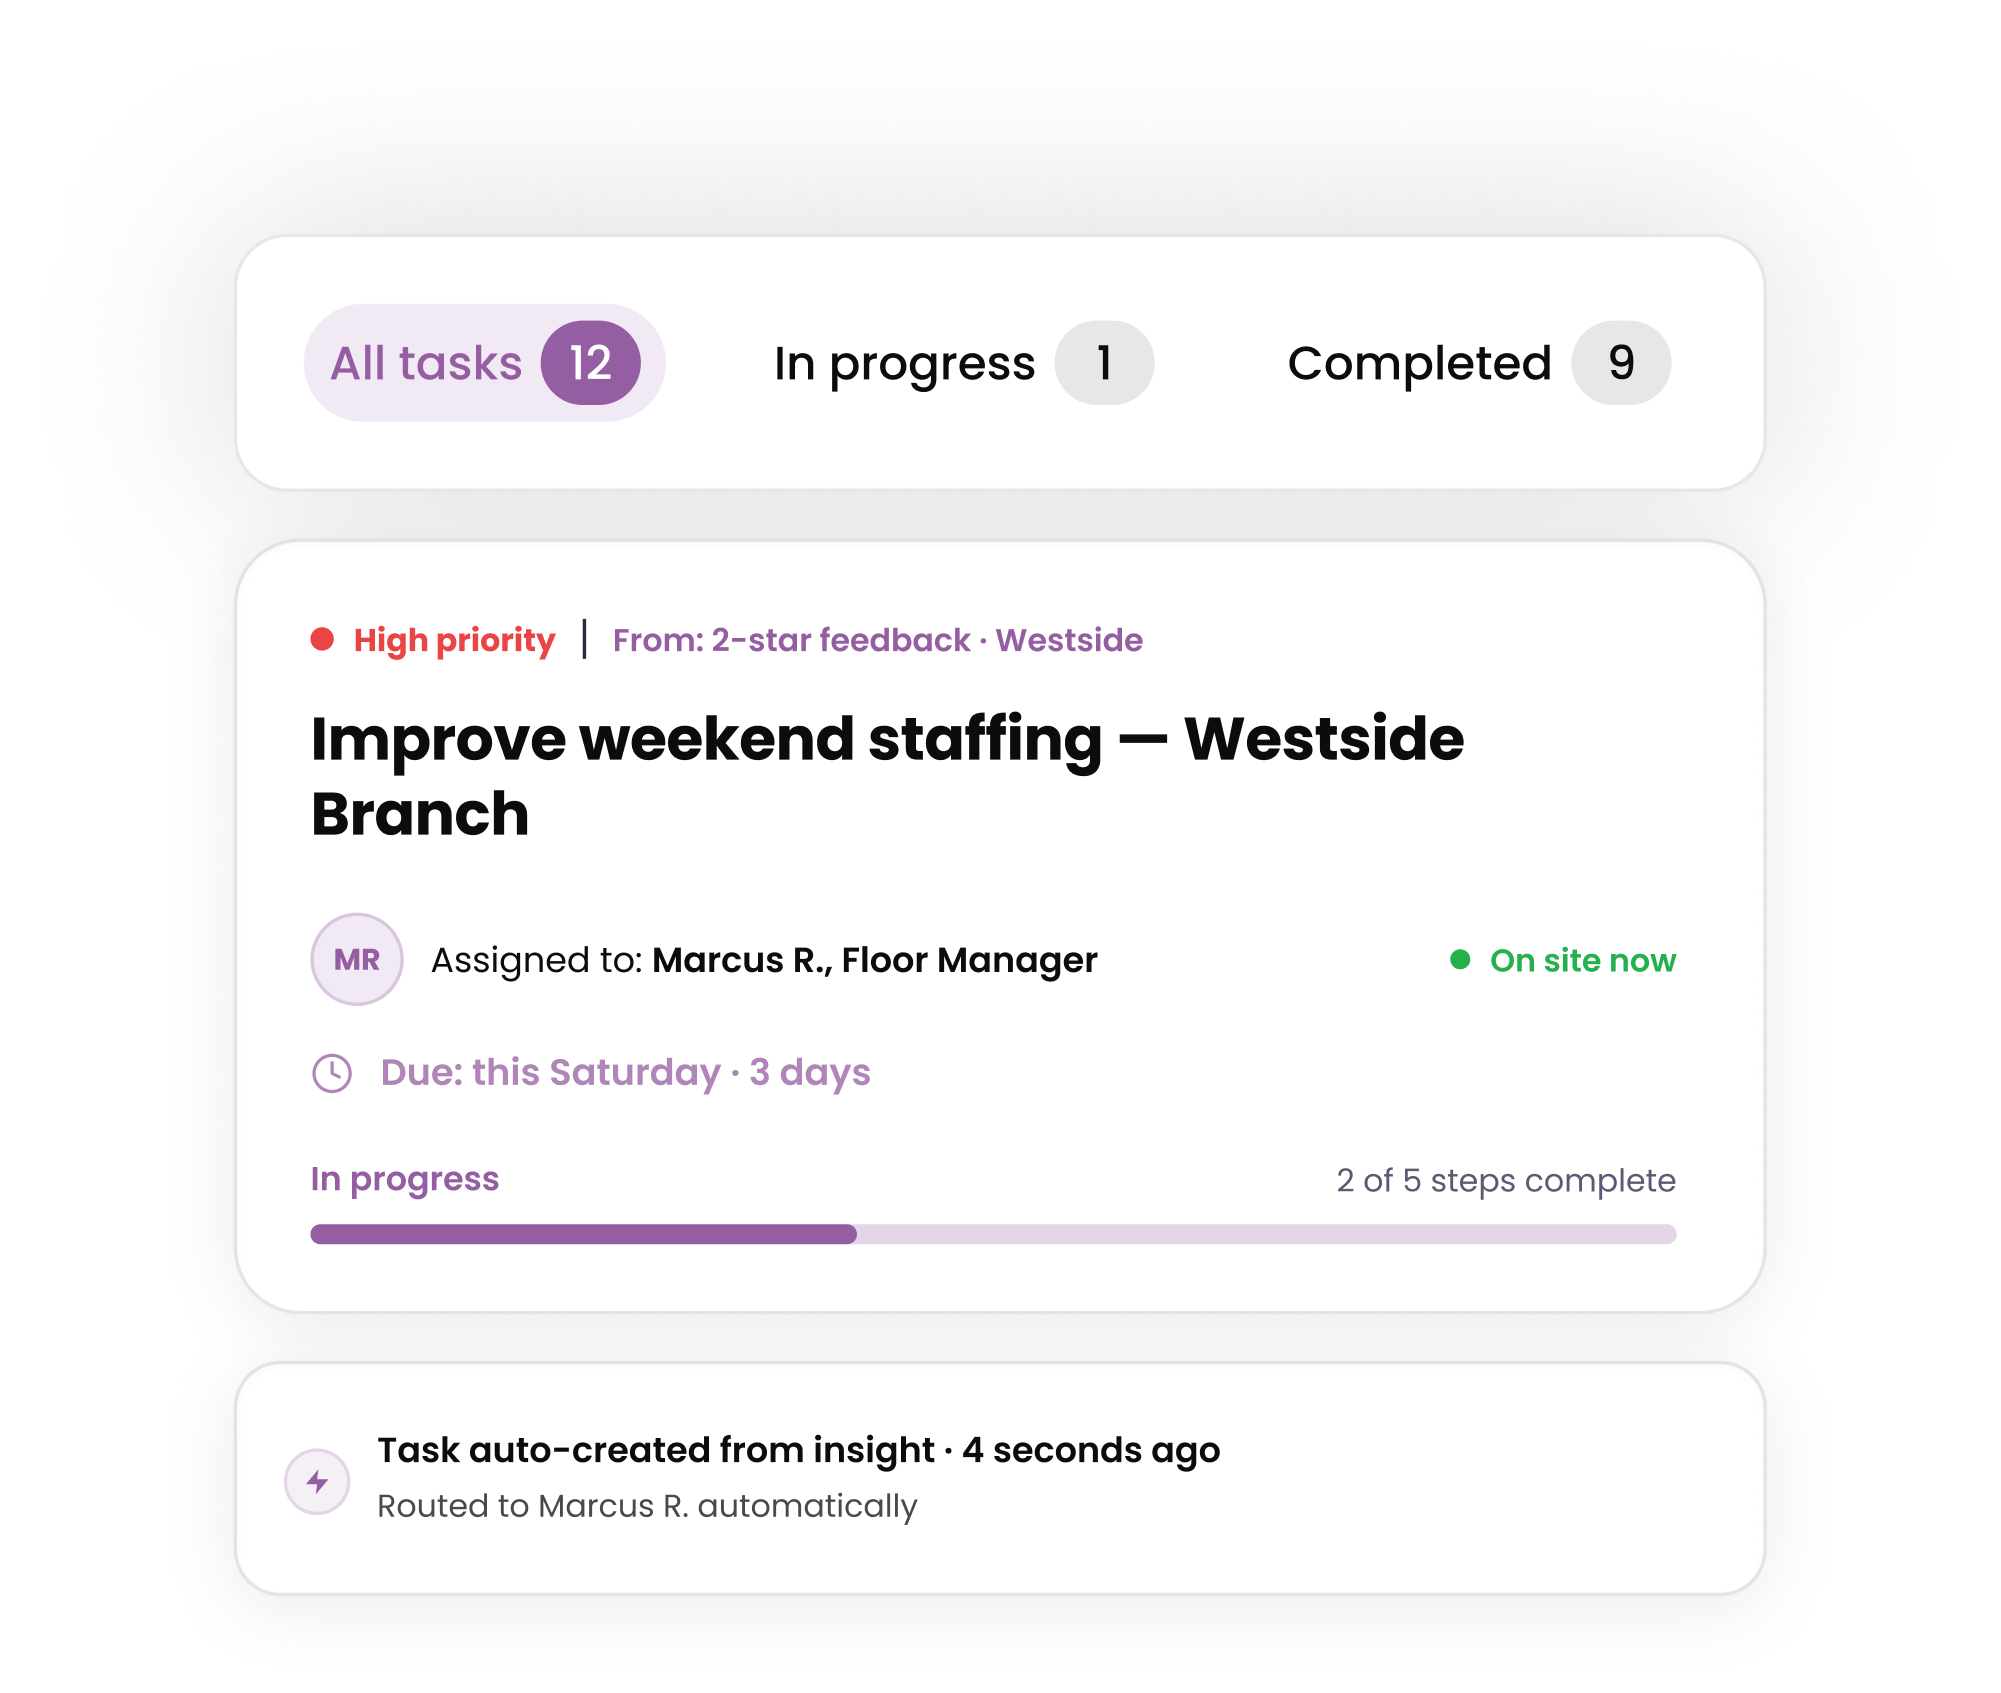 All tasks 12 In progress 1 Completed 9
High priority | From: 2-star feedback · Westside
Improve weekend staffing — Westside
Branch
MR Assigned to: Marcus R., Floor Manager On site now
Due: this Saturday · 3 days
In progress 2 of 5 steps complete
Task auto-created from insight · 4 seconds ago
Routed to Marcus R. automatically